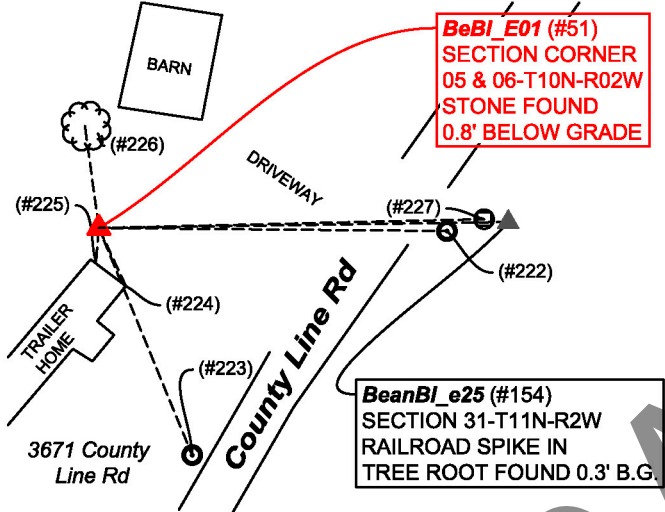 BeBl_E01 (#51)
SECTION CORNER
05 & 06-T10N-R02W
STONE FOUND
0.8' BELOW GRADE
BARN
(#226)
DRIVEWAY
(#225)
(#227)
(#222)
(#224)
TRAILER
HOME
County Line Rd
(#223)
3671 County
Line Rd
BeanBl_e25 (#154)
SECTION 31-T11N-R2W
RAILROAD SPIKE IN
TREE ROOT FOUND 0.3' B.G.